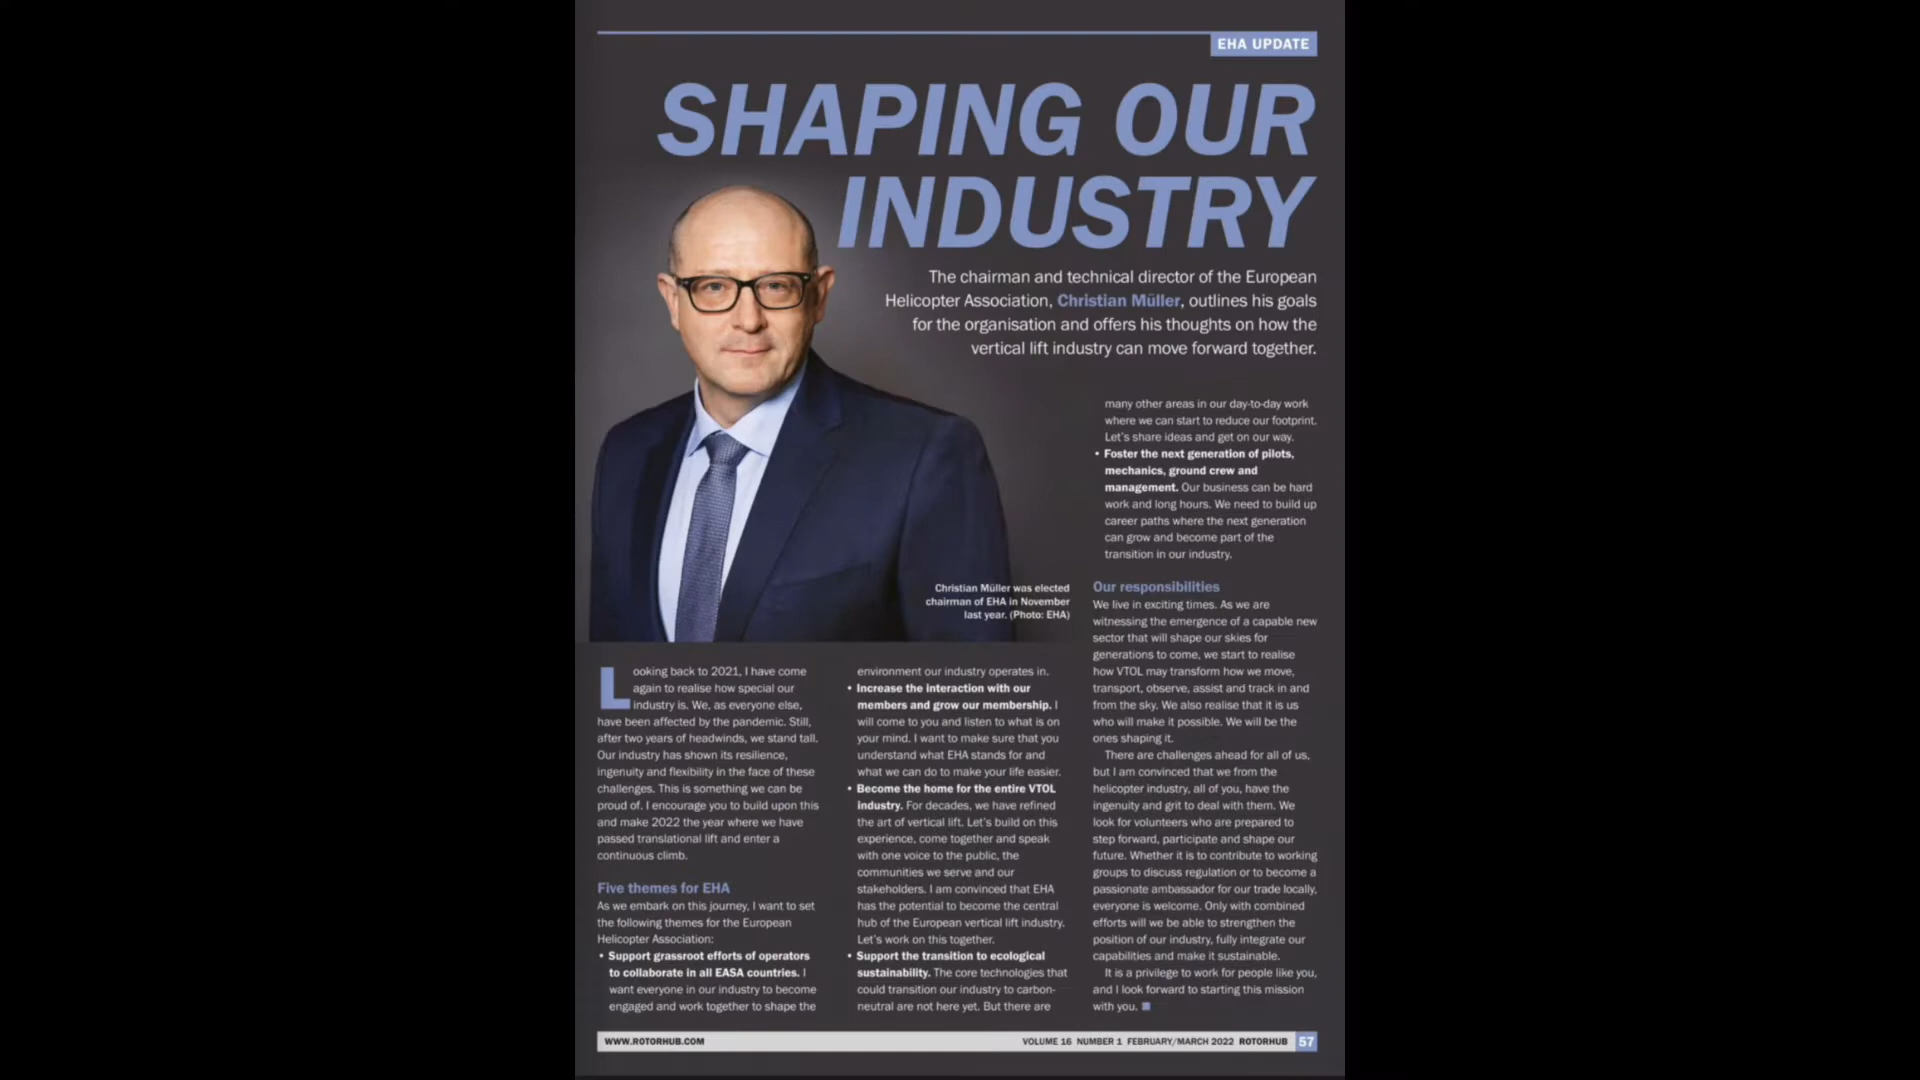 EHA UPDATE
SHAPING OUR
INDUSTRY
The chairman and technical director of the European
Helicopter Association, Christian Müller, outlines his goals
for the organisation and offers his thoughts on how the
vertical lift industry can move forward together.
Christian Müller was elected
chairman of EHA in November
last year. (Photo: EHA)
Looking back to 2021, I have come
again to realise how special our
industry is. We, as everyone else,
have been affected by the pandemic. Still,
after two years of headwinds, we stand tall.
Our industry has shown its resilience,
ingenuity and flexibility in the face of these
challenges. This is something we can be
proud of. I encourage you to build upon this
and make 2022 the year where we have
passed translational lift and enter a
continuous climb.
Five themes for EHA
As we embark on this journey, I want to set
the following themes for the European
Helicopter Association:
• Support grassroot efforts of operators
to collaborate in all EASA countries. I
want everyone in our industry to become
engaged and work together to shape the
environment our industry operates in.
• Increase the interaction with our
members and grow our membership. I
will come to you and listen to what is on
your mind. I want to make sure that you
understand what EHA stands for and
what we can do to make your life easier.
• Become the home for the entire VTOL
industry. For decades, we have refined
the art of vertical lift. Let's build on this
experience, come together and speak
with one voice to the public, the
communities we serve and our
stakeholders. I am convinced that EHA
has the potential to become the central
hub of the European vertical lift industry.
Let's work on this together.
• Support the transition to ecological
sustainability. The core technologies that
could transition our industry to carbon-
neutral are not here yet. But there are
many other areas in our day-to-day work
where we can start to reduce our footprint.
Let's share ideas and get on our way.
• Foster the next generation of pilots,
mechanics, ground crew and
management. Our business can be hard
work and long hours. We need to build up
career paths where the next generation
can grow and become part of the
transition in our industry.
Our responsibilities
We live in exciting times. As we are
witnessing the emergence of a capable new
sector that will shape our skies for
generations to come, we start to realise
how VTOL may transform how we move,
transport, observe, assist and track in and
from the sky. We also realise that it is us
who will make it possible. We will be the
ones shaping it.
There are challenges ahead for all of us,
but I am convinced that we from the
helicopter industry, all of you, have the
ingenuity and grit to deal with them. We
look for volunteers who are prepared to
step forward, participate and shape our
future. Whether it is to contribute to working
groups to discuss regulation or to become a
passionate ambassador for our trade locally,
everyone is welcome. Only with combined
efforts will we be able to strengthen the
position of our industry, fully integrate our
capabilities and make it sustainable.
It is a privilege to work for people like you,
and I look forward to starting this mission
with you.
WWW.ROTORHUB.COM
VOLUME 16 NUMBER 1 FEBRUARY/MARCH 2022 ROTORHUB 57